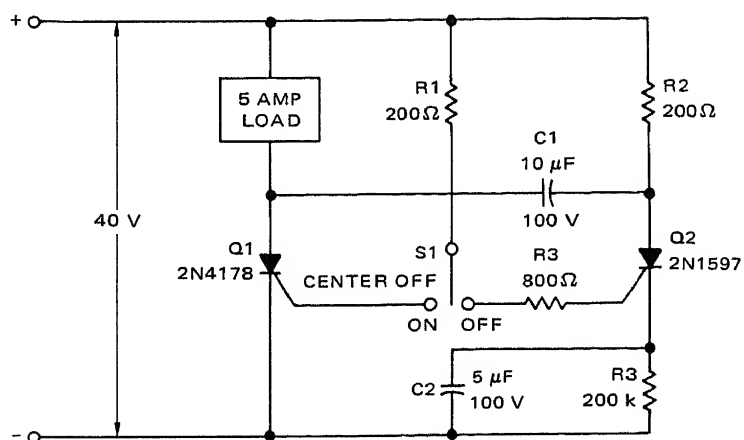 +
5 AMP
LOAD
R1
200Ω
R2
200Ω
C1
10 μF
100 V
40 V
Q1
2N4178
CENTER OFF
S1
R3
800Ω
Q2
2N1597
ON
OFF
C2
5 μF
100 V
R3
200 k
−